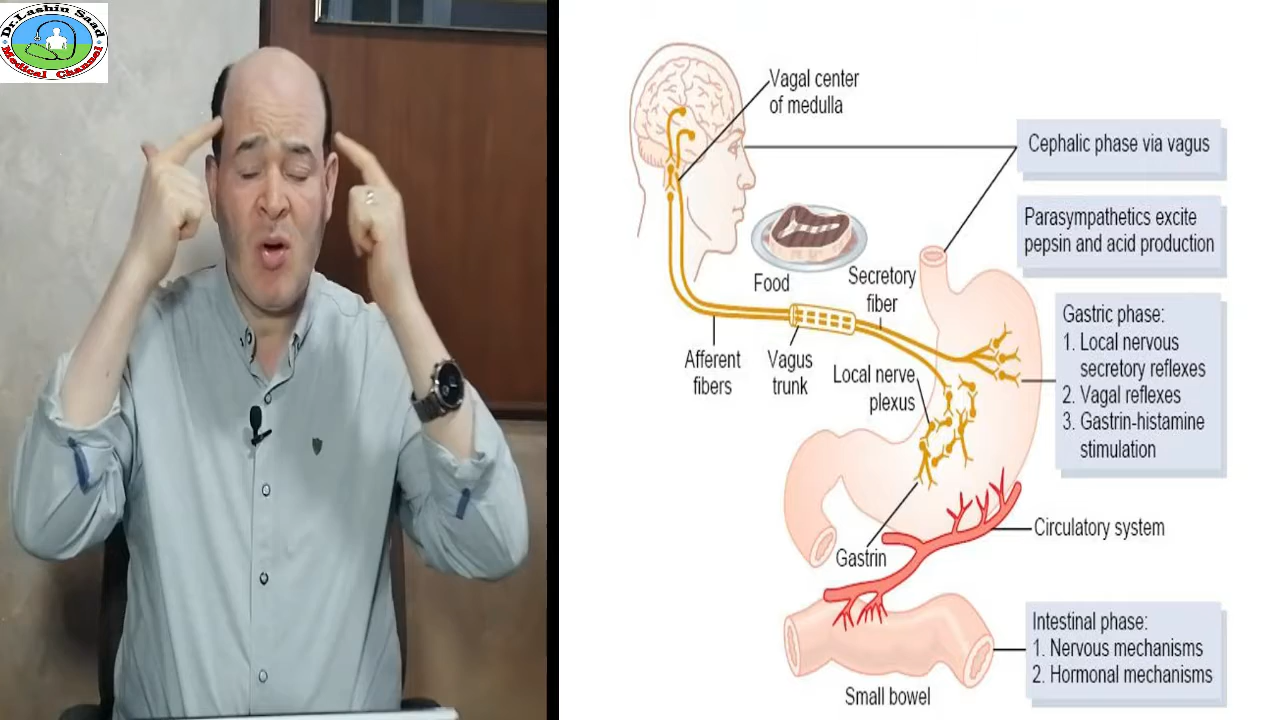 Dr.Lashin Saad
Medical Channel
Vagal center
of medulla
Cephalic phase via vagus
Parasympathetics excite
pepsin and acid production
Food
Secretory
fiber
Gastric phase:
1. Local nervous
secretory reflexes
2. Vagal reflexes
3. Gastrin-histamine
stimulation
Afferent
fibers
Vagus
trunk
Local nerve
plexus
Circulatory system
Gastrin
Intestinal phase:
1. Nervous mechanisms
2. Hormonal mechanisms
Small bowel